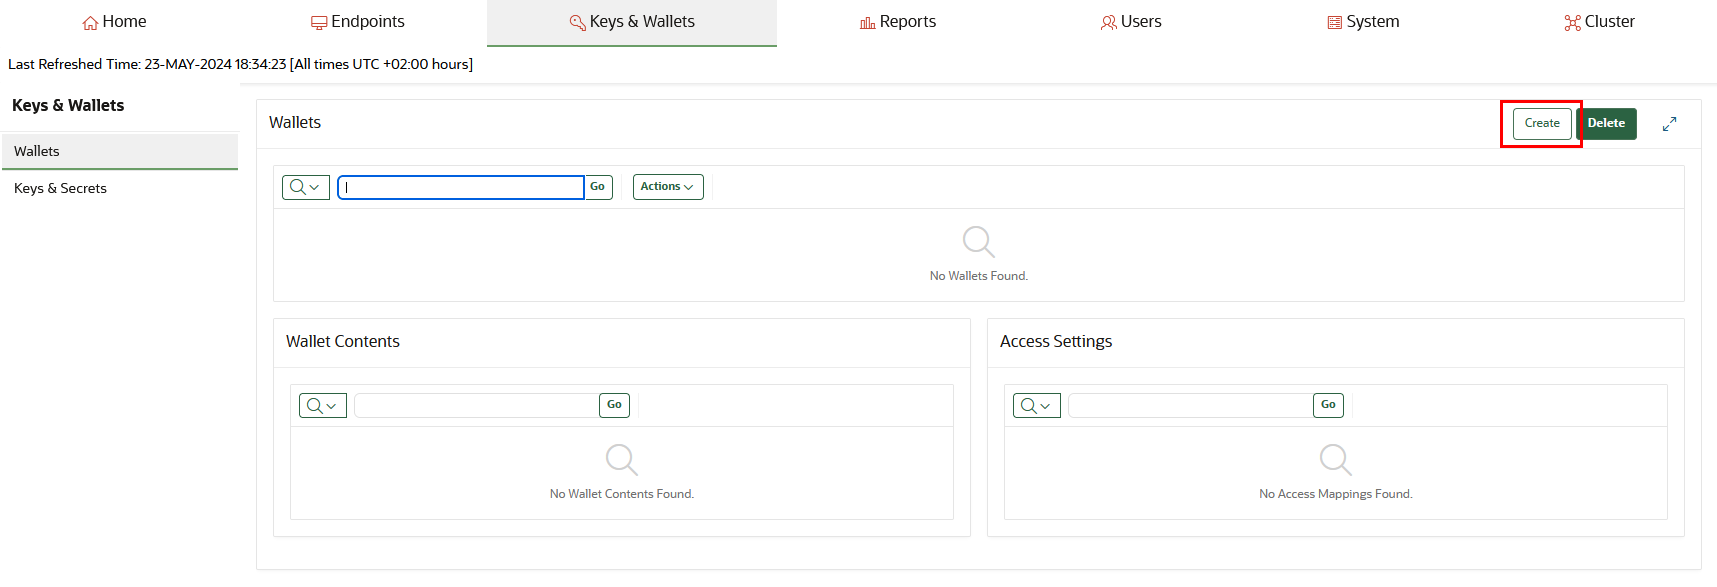 Home Endpoints Keys & Wallets Reports Users System Cluster
Last Refreshed Time: 23-MAY-2024 18:34:23 [All times UTC +02:00 hours]
Keys & Wallets
Wallets
Keys & Secrets
Wallets Create Delete
Go Actions
No Wallets Found.
Wallet Contents
Go
No Wallet Contents Found.
Access Settings
Go
No Access Mappings Found.